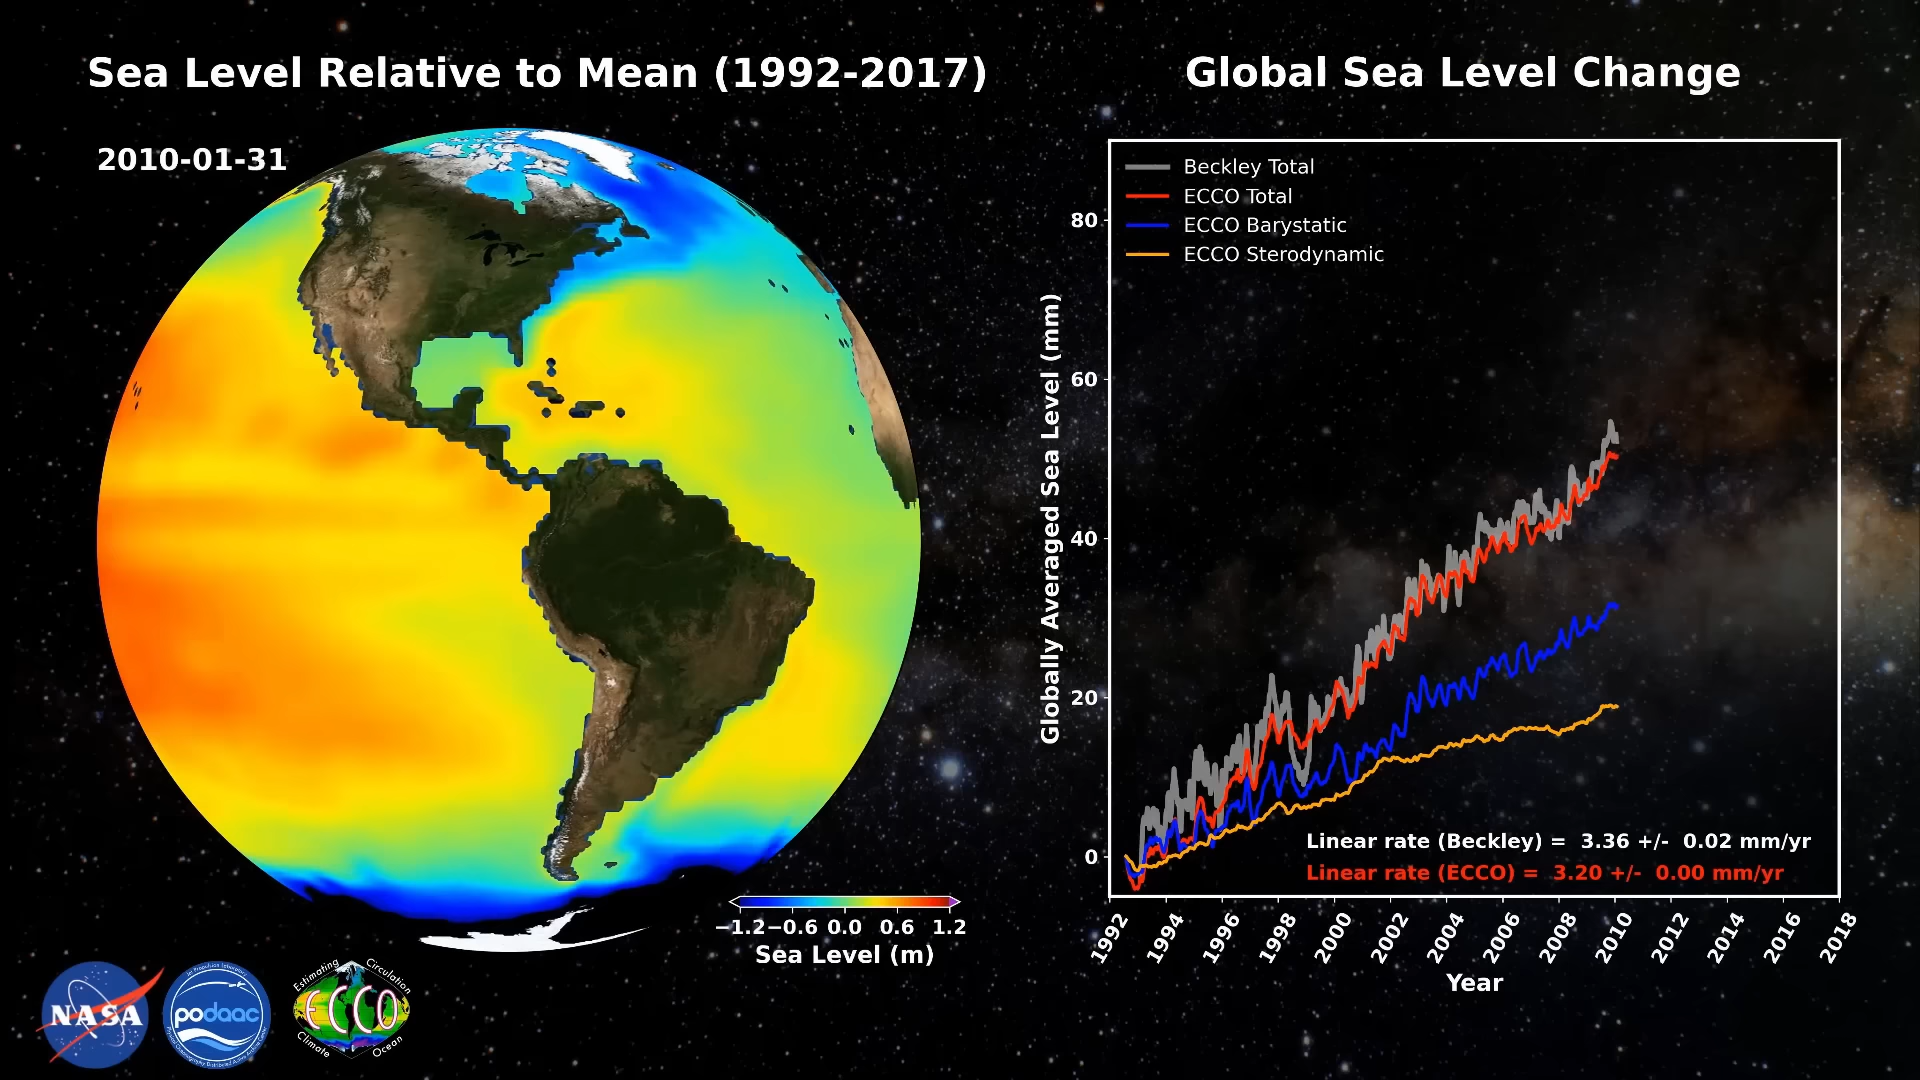 Sea Level Relative to Mean (1992-2017)
2010-01-31
−1.2 −0.6 0.0 0.6 1.2
Sea Level (m)
NASA
podaac
Estimating
Circulation
ECCO
Climate
Ocean
Global Sea Level Change
Beckley Total
ECCO Total
ECCO Barystatic
ECCO Sterodynamic
Globally Averaged Sea Level (mm)
80
60
40
20
0
Linear rate (Beckley) = 3.36 +/- 0.02 mm/yr
Linear rate (ECCO) = 3.20 +/- 0.00 mm/yr
1992 1994 1996 1998 2000 2002 2004 2006 2008 2010 2012 2014 2016 2018
Year